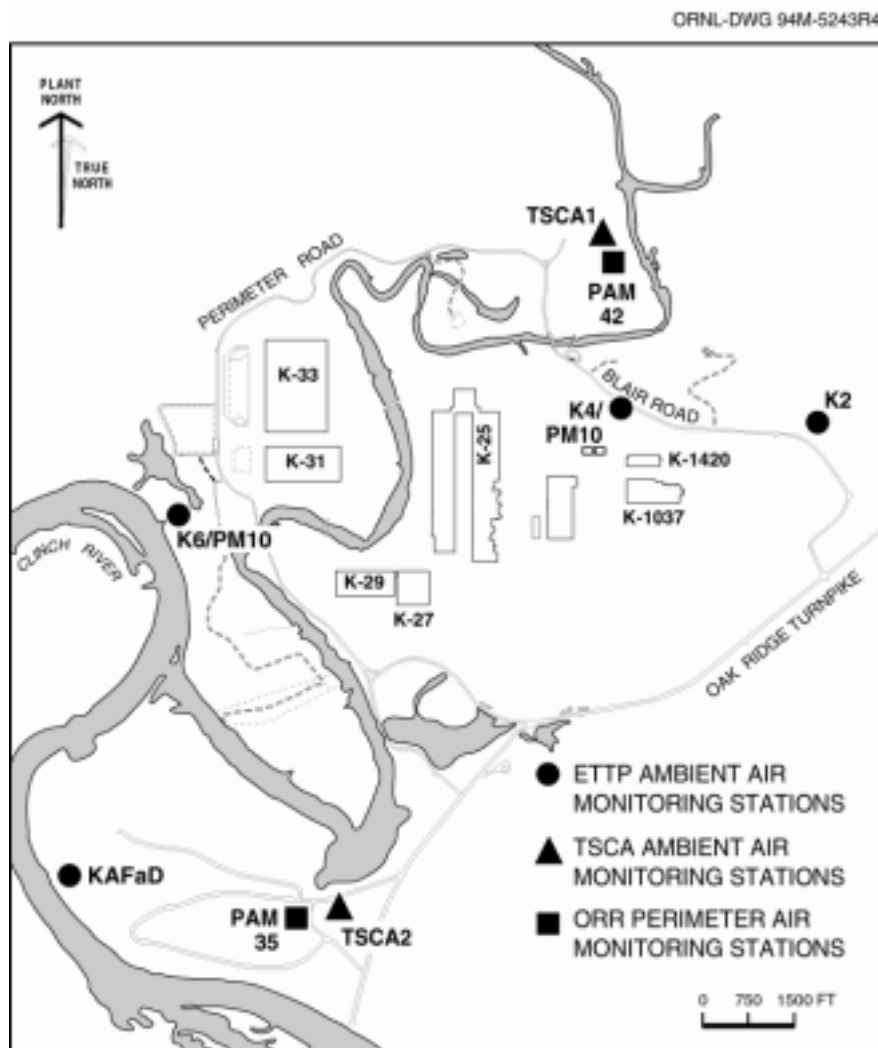 ORNL-DWG 94M-5243R4
PLANT
NORTH
TRUE
NORTH
TSCA1
PERIMETER ROAD
PAM
42
K-33
BLAIR ROAD
K2
K4/
PM10
K-25
K-31
K-1420
K-1037
K6/PM10
CLINCH RIVER
K-29
K-27
OAK RIDGE TURNPIKE
ETTP AMBIENT AIR
MONITORING STATIONS
TSCA AMBIENT AIR
MONITORING STATIONS
KAFaD
PAM
35
TSCA2
ORR PERIMETER AIR
MONITORING STATIONS
0 750 1500 FT